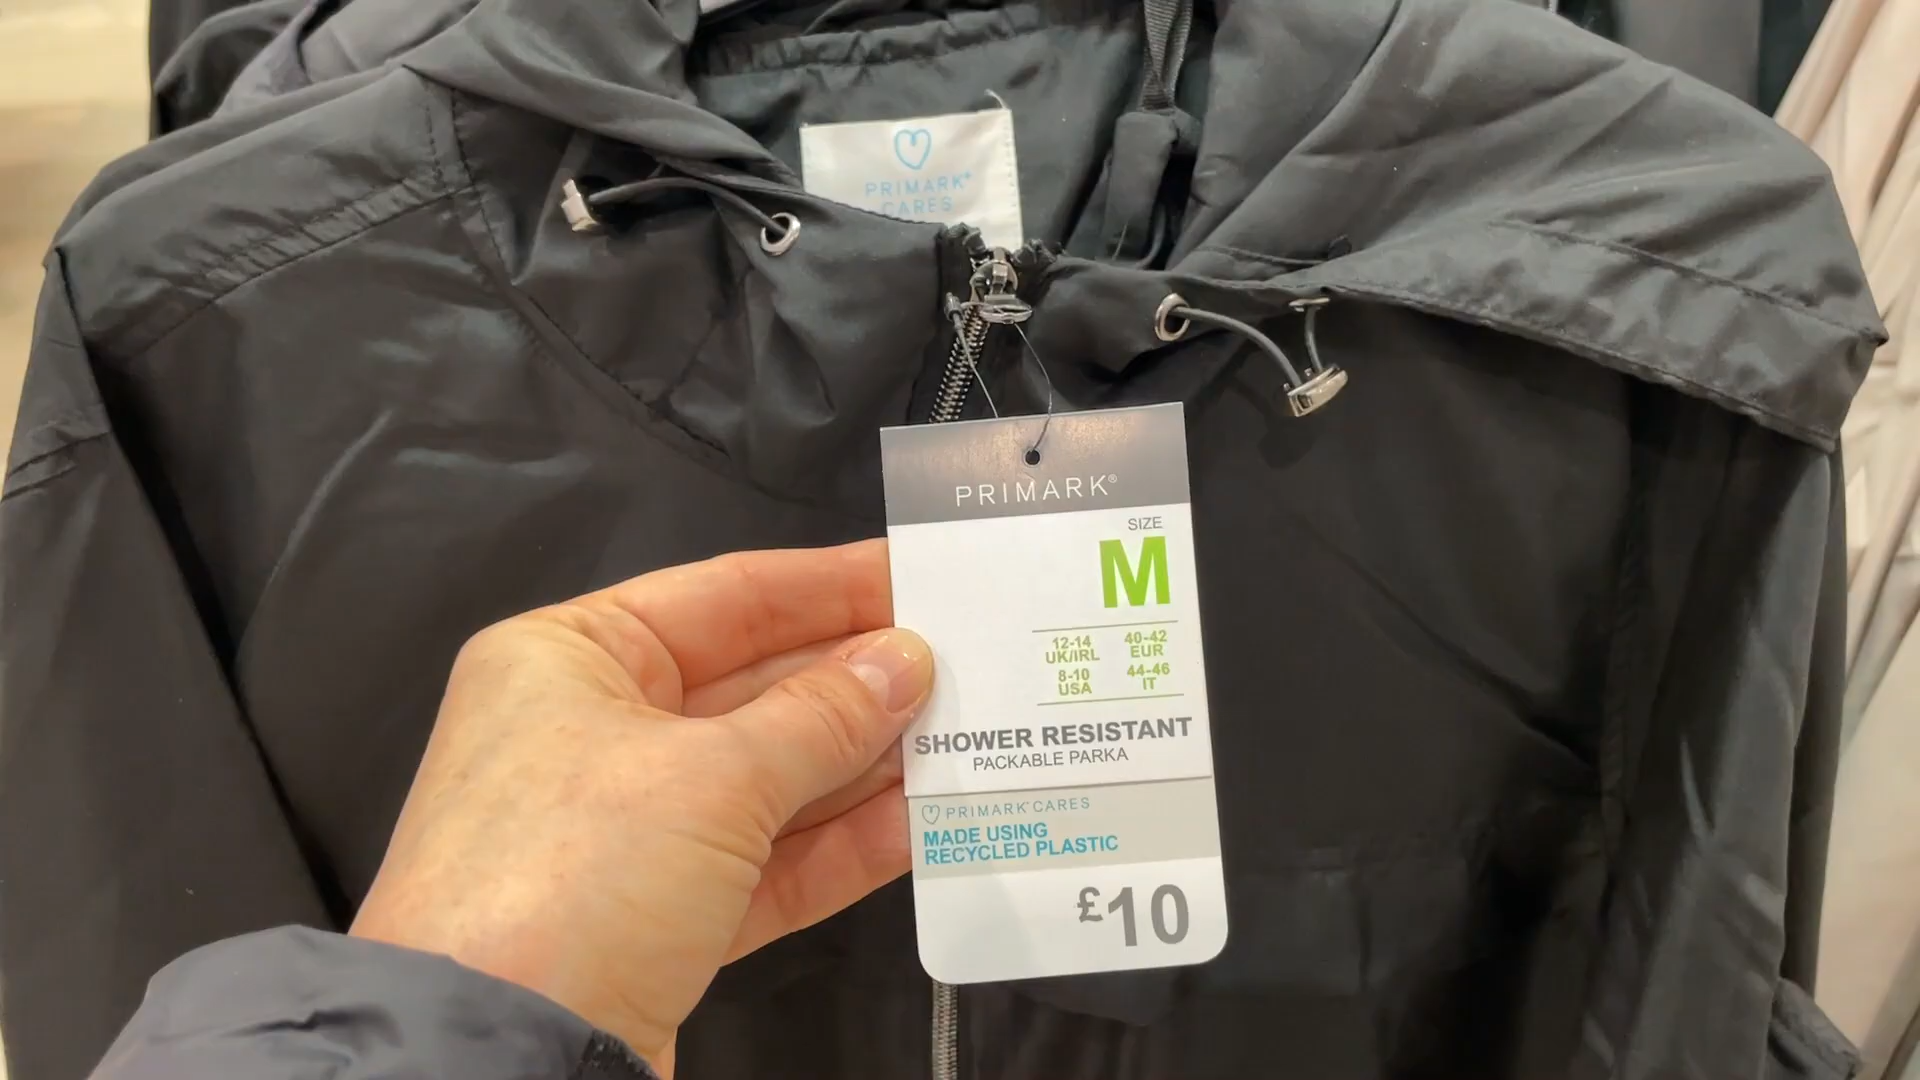 PRIMARK+
CARES
PRIMARK®
SIZE
M
12-14 40-42
UK/IRL EUR
8-10 44-46
USA IT
SHOWER RESISTANT
PACKABLE PARKA
PRIMARK® CARES
MADE USING
RECYCLED PLASTIC
£10